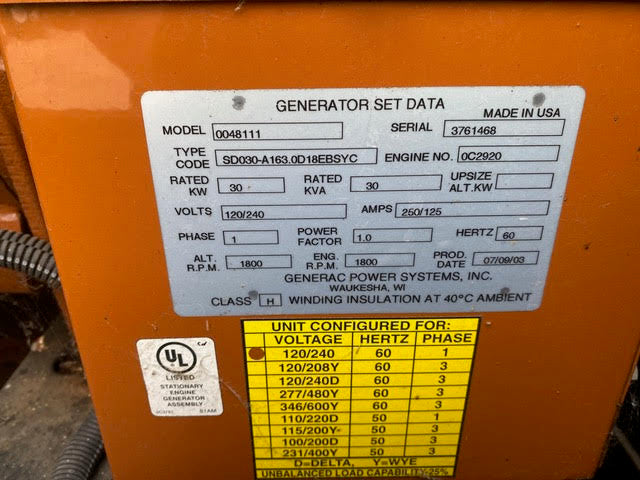 GENERATOR SET DATA
MADE IN USA
MODEL 0048111 SERIAL 3761468
TYPE CODE SD030-A163.0D18EBSYC ENGINE NO. 0C2920
RATED KW 30 RATED KVA 30 UPSIZE ALT.KW
VOLTS 120/240 AMPS 250/125
PHASE 1 POWER FACTOR 1.0 HERTZ 60
ALT. R.P.M. 1800 ENG. R.P.M. 1800 PROD. DATE 07/09/03
GENERAC POWER SYSTEMS, INC.
WAUKESHA, WI
CLASS H WINDING INSULATION AT 40°C AMBIENT
UNIT CONFIGURED FOR:
VOLTAGE HERTZ PHASE
120/240 60 1
120/208Y 60 3
120/240D 60 3
277/480Y 60 3
346/600Y 60 3
110/220D 50 1
115/200Y 50 3
100/200D 50 3
231/400Y 50 3
D=DELTA, Y=WYE
UNBALANCED LOAD CAPABILITY:25%
UL
LISTED
STATIONARY
ENGINE
GENERATOR
ASSEMBLY
81AM